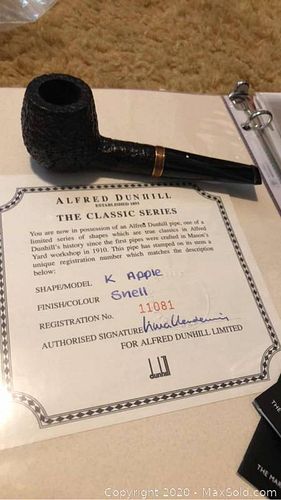 ALFRED DUNHILL
ESTABLISHED 1893
THE CLASSIC SERIES
You are now in possession of an Alfred Dunhill pipe, one of a
limited series of shapes which are true classics in Alfred
Dunhill's history since the first pipes were crafted in Mason's
Yard workshop in 1910. This pipe has stamped on its stem a
unique registration number which matches the description
below:
SHAPE/MODEL K Apple
FINISH/COLOUR Shell
REGISTRATION No. 11081
AUTHORISED SIGNATURE
FOR ALFRED DUNHILL LIMITED
dunhill
THE
THE MA
Copyright © 2020 - MaxSold.com